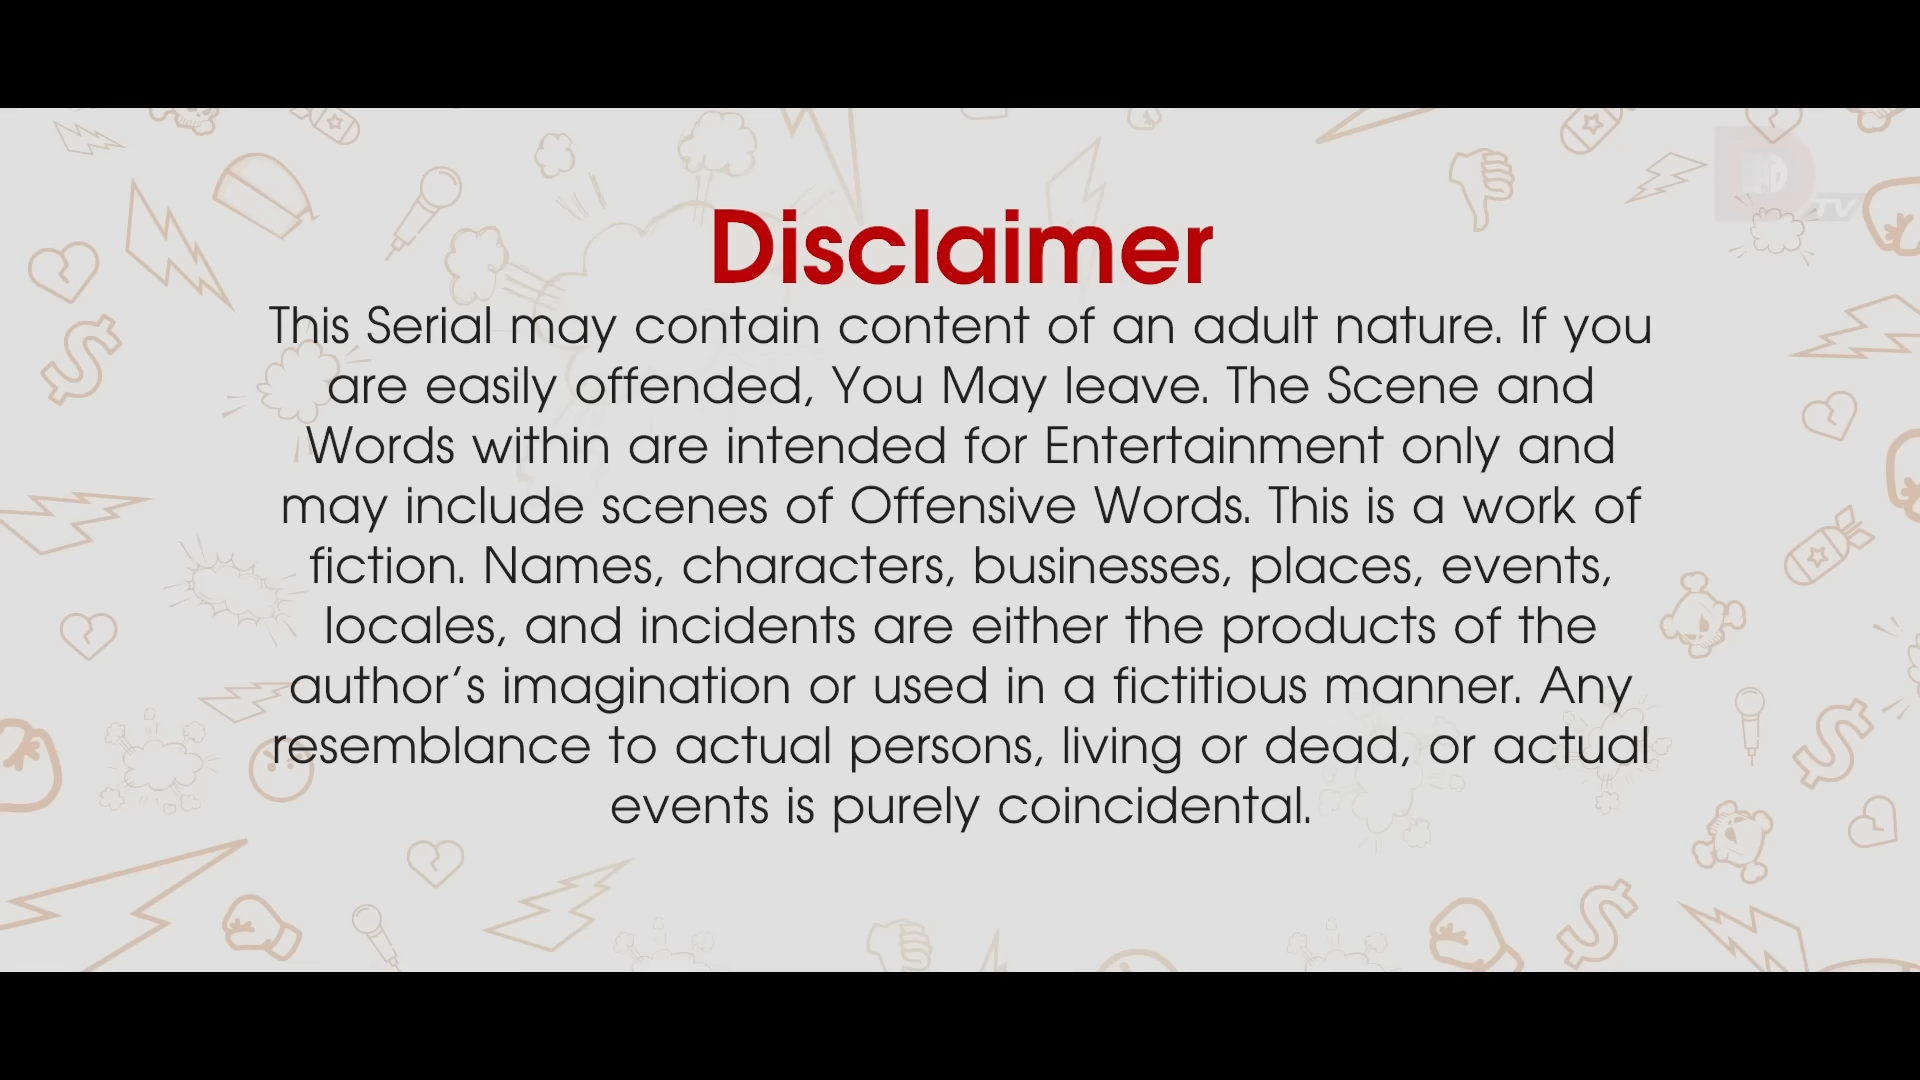 Disclaimer
This Serial may contain content of an adult nature. If you
are easily offended, You May leave. The Scene and
Words within are intended for Entertainment only and
may include scenes of Offensive Words. This is a work of
fiction. Names, characters, businesses, places, events,
locales, and incidents are either the products of the
author’s imagination or used in a fictitious manner. Any
resemblance to actual persons, living or dead, or actual
events is purely coincidental.
TV